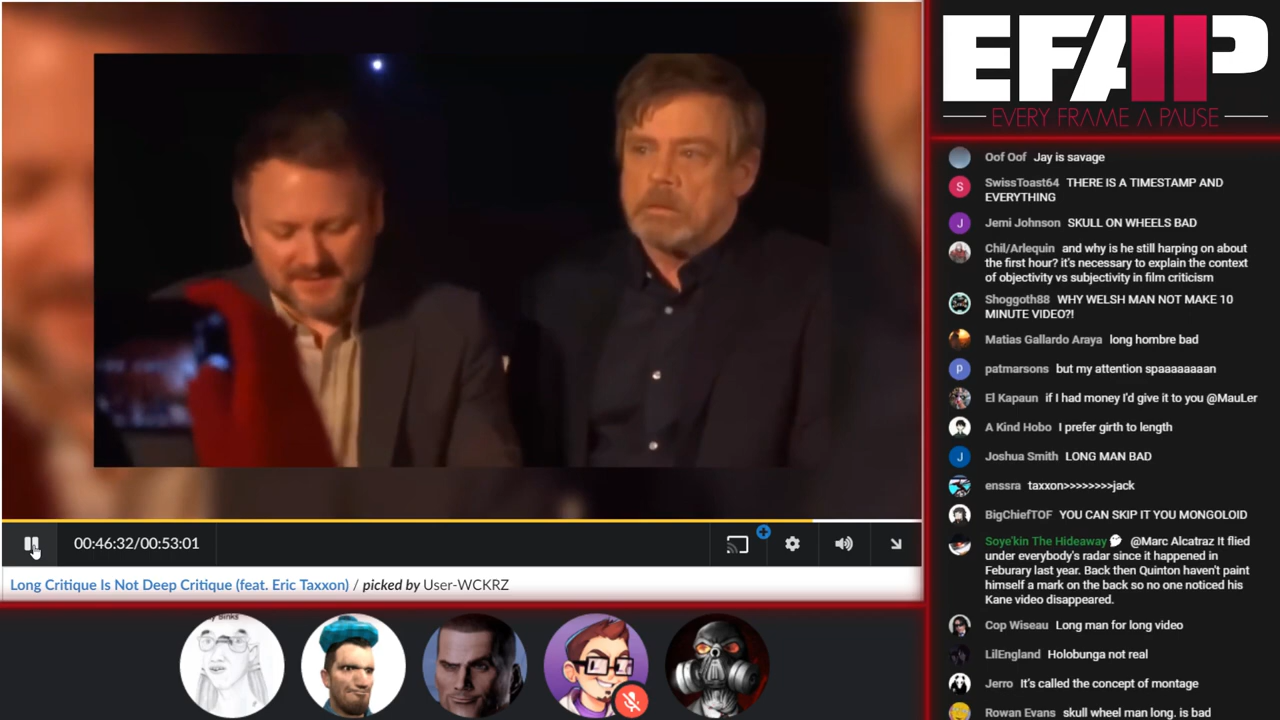 EFAP
EVERY FRAME A PAUSE
Oof Oof Jay is savage
S
SwissToast64 THERE IS A TIMESTAMP AND
EVERYTHING
J
Jemi Johnson SKULL ON WHEELS BAD
Chil/Arlequin and why is he still harping on about
the first hour? it's necessary to explain the context
of objectivity vs subjectivity in film criticism
Shoggoth88 WHY WELSH MAN NOT MAKE 10
MINUTE VIDEO?!
Matias Gallardo Araya long hombre bad
p
patmarsons but my attention spaaaaaaaan
El Kapaun if I had money I'd give it to you @MauLer
A Kind Hobo I prefer girth to length
J
Joshua Smith LONG MAN BAD
enssra taxxon>>>>>>>>jack
BigChiefTOF YOU CAN SKIP IT YOU MONGOLOID
Soye'kin The Hideaway @Marc Alcatraz It flied
under everybody's radar since it happened in
Feburary last year. Back then Quinton haven't paint
himself a mark on the back so no one noticed his
Kane video disappeared.
Cop Wiseau Long man for long video
LilEngland Holobunga not real
Jerro It's called the concept of montage
Rowan Evans skull wheel man long. is bad
00:46:32/00:53:01
Long Critique Is Not Deep Critique (feat. Eric Taxxon) / picked by User-WCKRZ